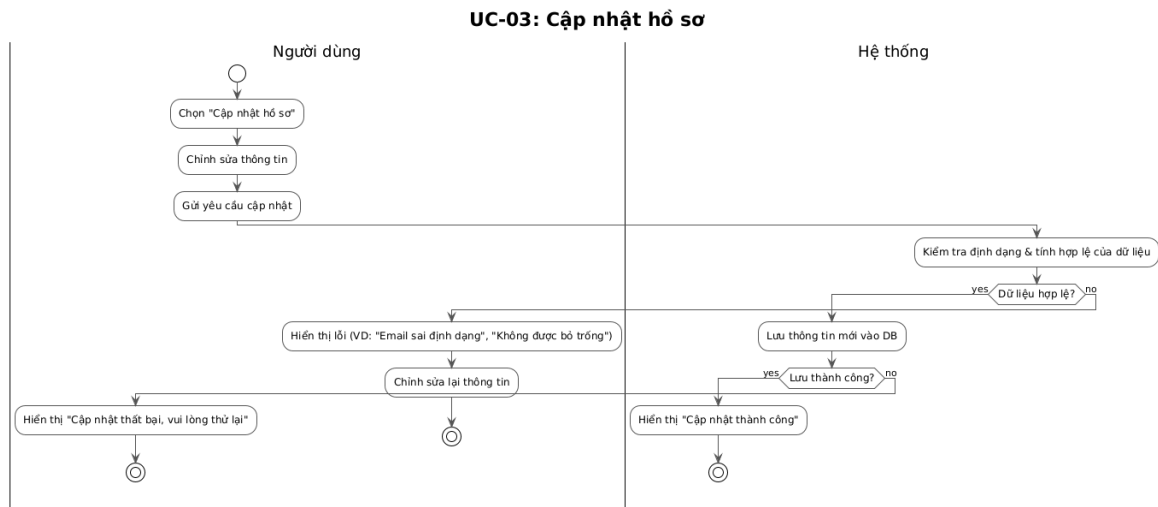 UC-03: Cập nhật hồ sơ
Người dùng
Hệ thống
Chọn "Cập nhật hồ sơ"
Chỉnh sửa thông tin
Gửi yêu cầu cập nhật
Kiểm tra định dạng & tính hợp lệ của dữ liệu
yes
Dữ liệu hợp lệ?
no
Hiển thị lỗi (VD: "Email sai định dạng", "Không được bỏ trống")
Lưu thông tin mới vào DB
Chỉnh sửa lại thông tin
yes
Lưu thành công?
no
Hiển thị "Cập nhật thất bại, vui lòng thử lại"
Hiển thị "Cập nhật thành công"